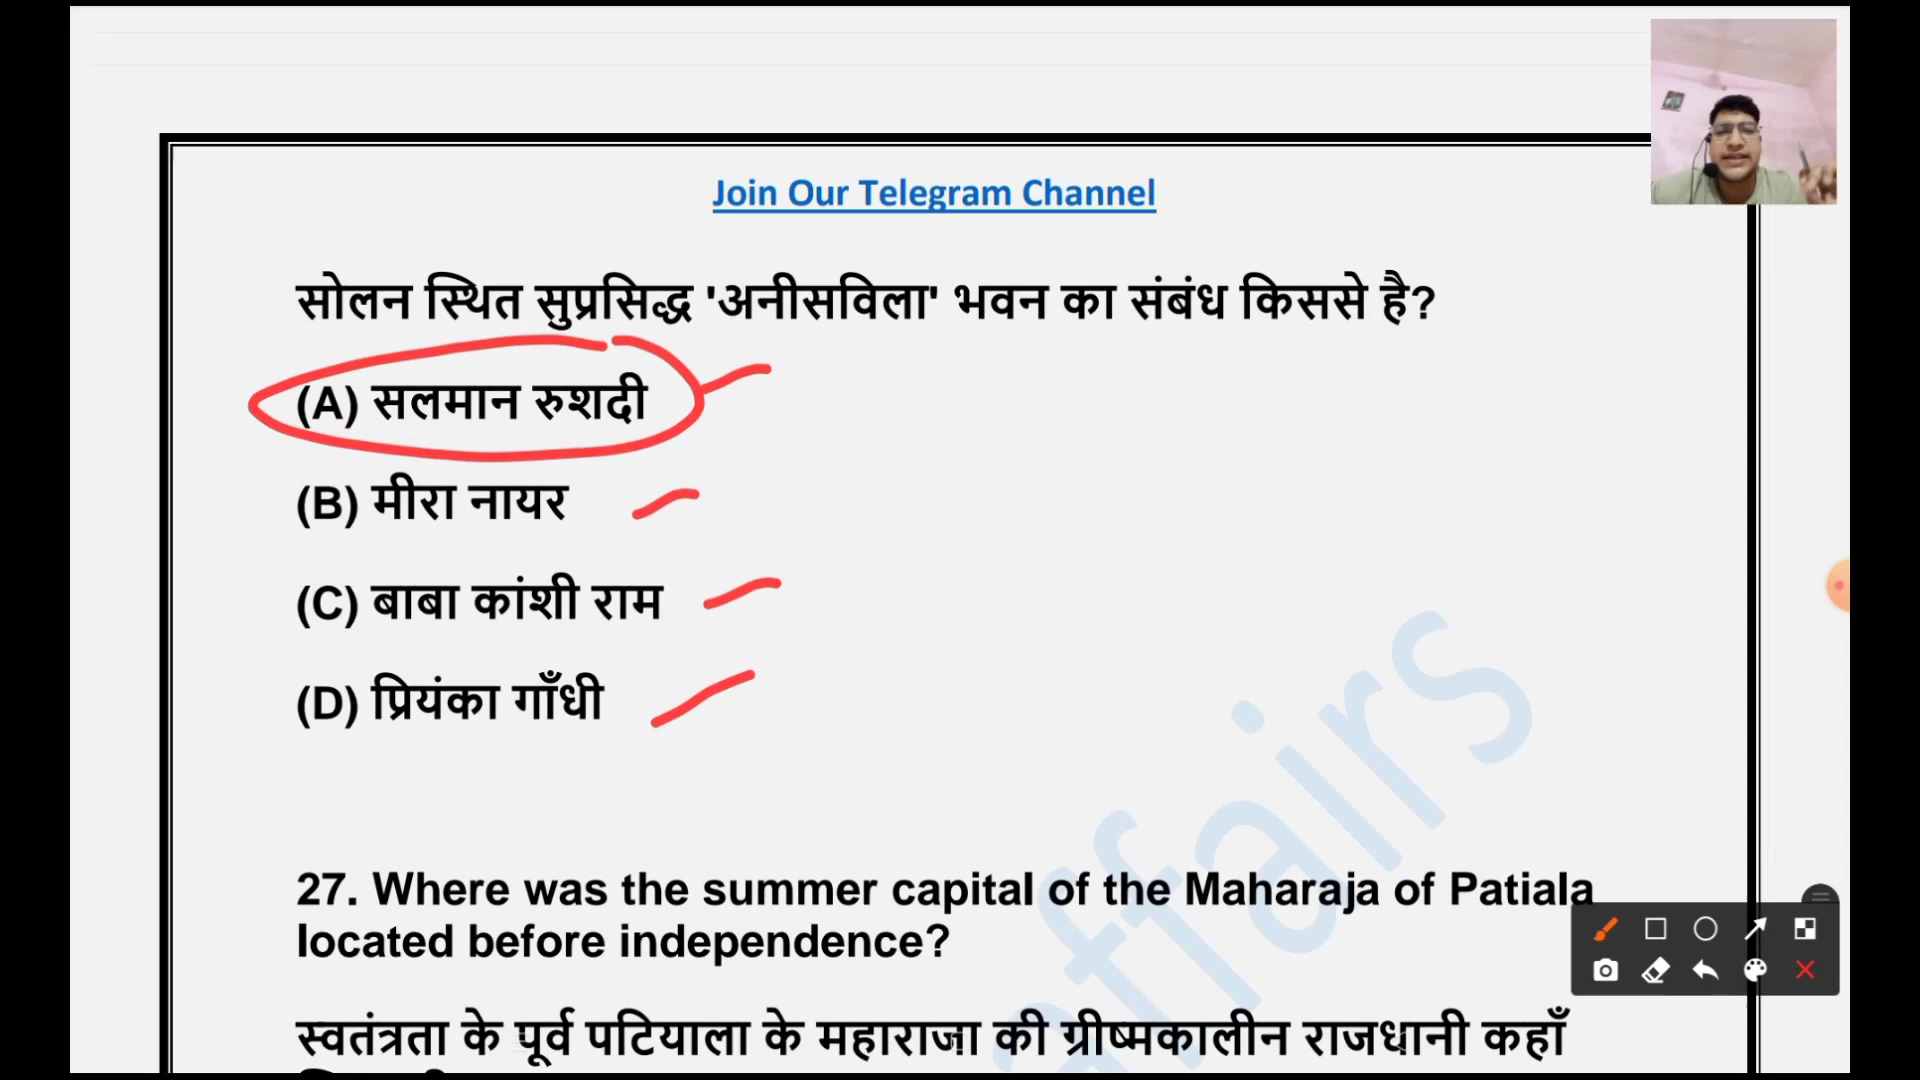 Join Our Telegram Channel
सोलन स्थित सुप्रसिद्ध 'अनीसविला' भवन का संबंध किससे है?
(A) सलमान रुशदी
(B) मीरा नायर
(C) बाबा कांशी राम
(D) प्रियंका गाँधी
27. Where was the summer capital of the Maharaja of Patiala
located before independence?
स्वतंत्रता के पूर्व पटियाला के महाराजा की ग्रीष्मकालीन राजधानी कहाँ
affairs